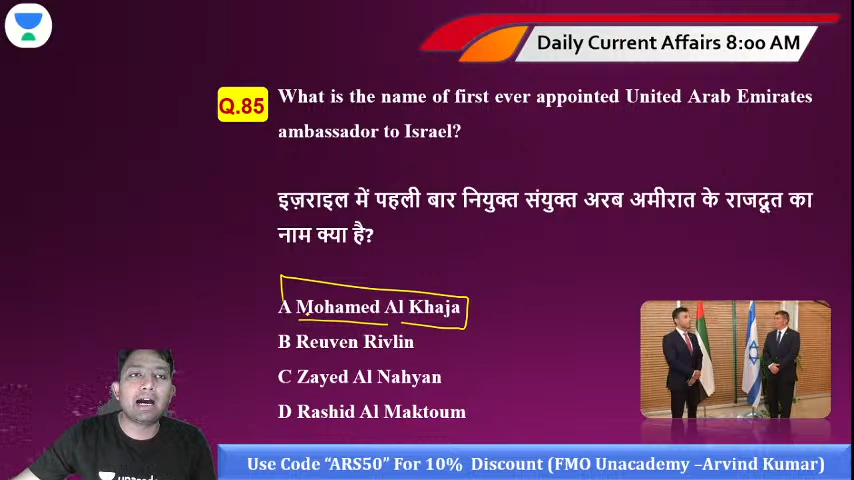 Daily Current Affairs 8:00 AM
Q.85
What is the name of first ever appointed United Arab Emirates
ambassador to Israel?
इज़राइल में पहली बार नियुक्त संयुक्त अरब अमीरात के राजदूत का
नाम क्या है?
A Mohamed Al Khaja
B Reuven Rivlin
C Zayed Al Nahyan
D Rashid Al Maktoum
Use Code “ARS50” For 10% Discount (FMO Unacademy –Arvind Kumar)